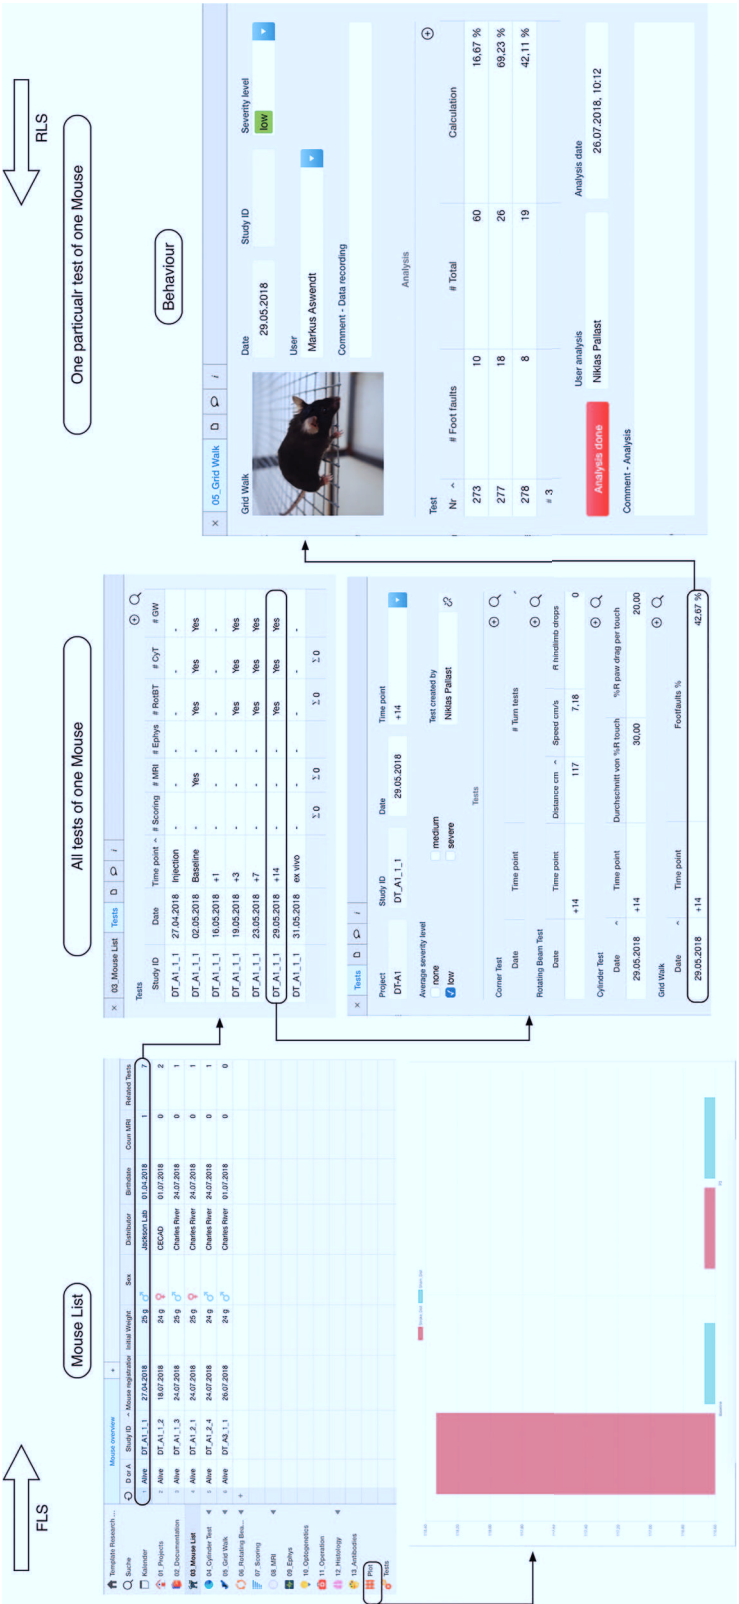 FLS
Mouse List
All tests of one Mouse
One particualr test of one Mouse
RLS
Template Research ...
Suche
Kalender
01_Projects
02_Documentation
03_Mouse List
04_Cylinder Test
05_Grid Walk
06_Rotating Bea...
07_Scoring
08_MRI
09_Ephys
10_Optogenetics
11_Operation
12_Histology
13_Antibodies
Plot
Tests
Mouse overview +
D or A Study ID Mouse registration Initial Weight Sex Distributor Birthdate Coun MRI Related Tests
1 Alive DT_A1_1_1 27.04.2018 25 g ♂ Jackson Lab 01.04.2018 1 7
2 Alive DT_A1_1_2 18.07.2018 24 g ♀ CECAD 01.07.2018 0 2
3 Alive DT_A1_1_3 24.07.2018 25 g ♂ Charles River 24.07.2018 0 1
4 Alive DT_A1_2_1 24.07.2018 25 g ♀ Charles River 24.07.2018 0 1
5 Alive DT_A1_2_4 24.07.2018 24 g ♂ Charles River 24.07.2018 0 1
6 Alive DT_A3_1_1 26.07.2018 24 g ♂ Charles River 01.07.2018 0 0
+
Baseline
× 03_Mouse List Tests i
Tests
Study ID Date Time point ^ # Scoring # MRI # Ephys # RotBT # CyT # GW
DT_A1_1_1 27.04.2018 Injection - - - - - -
DT_A1_1_1 02.05.2018 Baseline - Yes - Yes Yes Yes
DT_A1_1_1 16.05.2018 +1 - - - - - -
DT_A1_1_1 19.05.2018 +3 - - - Yes Yes Yes
DT_A1_1_1 23.05.2018 +7 - - - Yes Yes Yes
DT_A1_1_1 29.05.2018 +14 - - - Yes Yes Yes
DT_A1_1_1 31.05.2018 ex vivo - - - - - -
Σ 0 Σ 0 Σ 0 Σ 0
× Tests i
Project Study ID Date Time point
DT-A1 DT_A1_1_1 29.05.2018 +14
Average severity level Test created by
none medium Niklas Pallast
low severe
Tests
Corner Test
Date Time point # Turn tests
Rotating Beam Test
Date Time point Distance cm ^ Speed cm/s R hindlimb drops
+14 117 7,18 0
Cylinder Test
Date ^ Time point Durchschnitt von %R touch %R paw drag per touch
29.05.2018 +14 30,00 20,00
Grid Walk
Date ^ Time point Footfaults %
29.05.2018 +14 42,67 %
Behaviour
× 05_Grid Walk i
Grid Walk
Date Study ID Severity level
29.05.2018 low
User
Markus Aswendt
Comment - Data recording
Analysis
Test
Nr ^ # Foot faults # Total Calculation
273 10 60 16,67 %
277 18 26 69,23 %
278 8 19 42,11 %
# 3
Analysis done
User analysis Analysis date
Niklas Pallast 26.07.2018, 10:12
Comment - Analysis